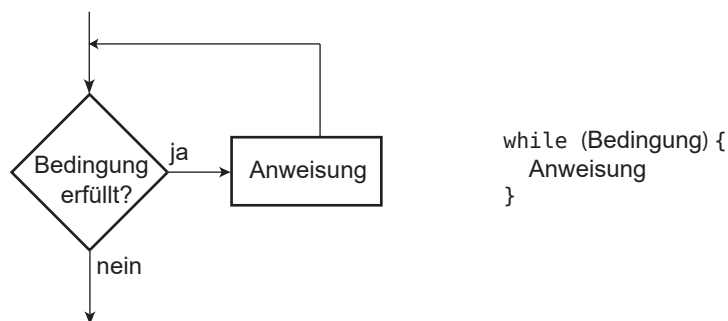 Bedingung
erfüllt?
ja
Anweisung
nein
while (Bedingung) {
Anweisung
}